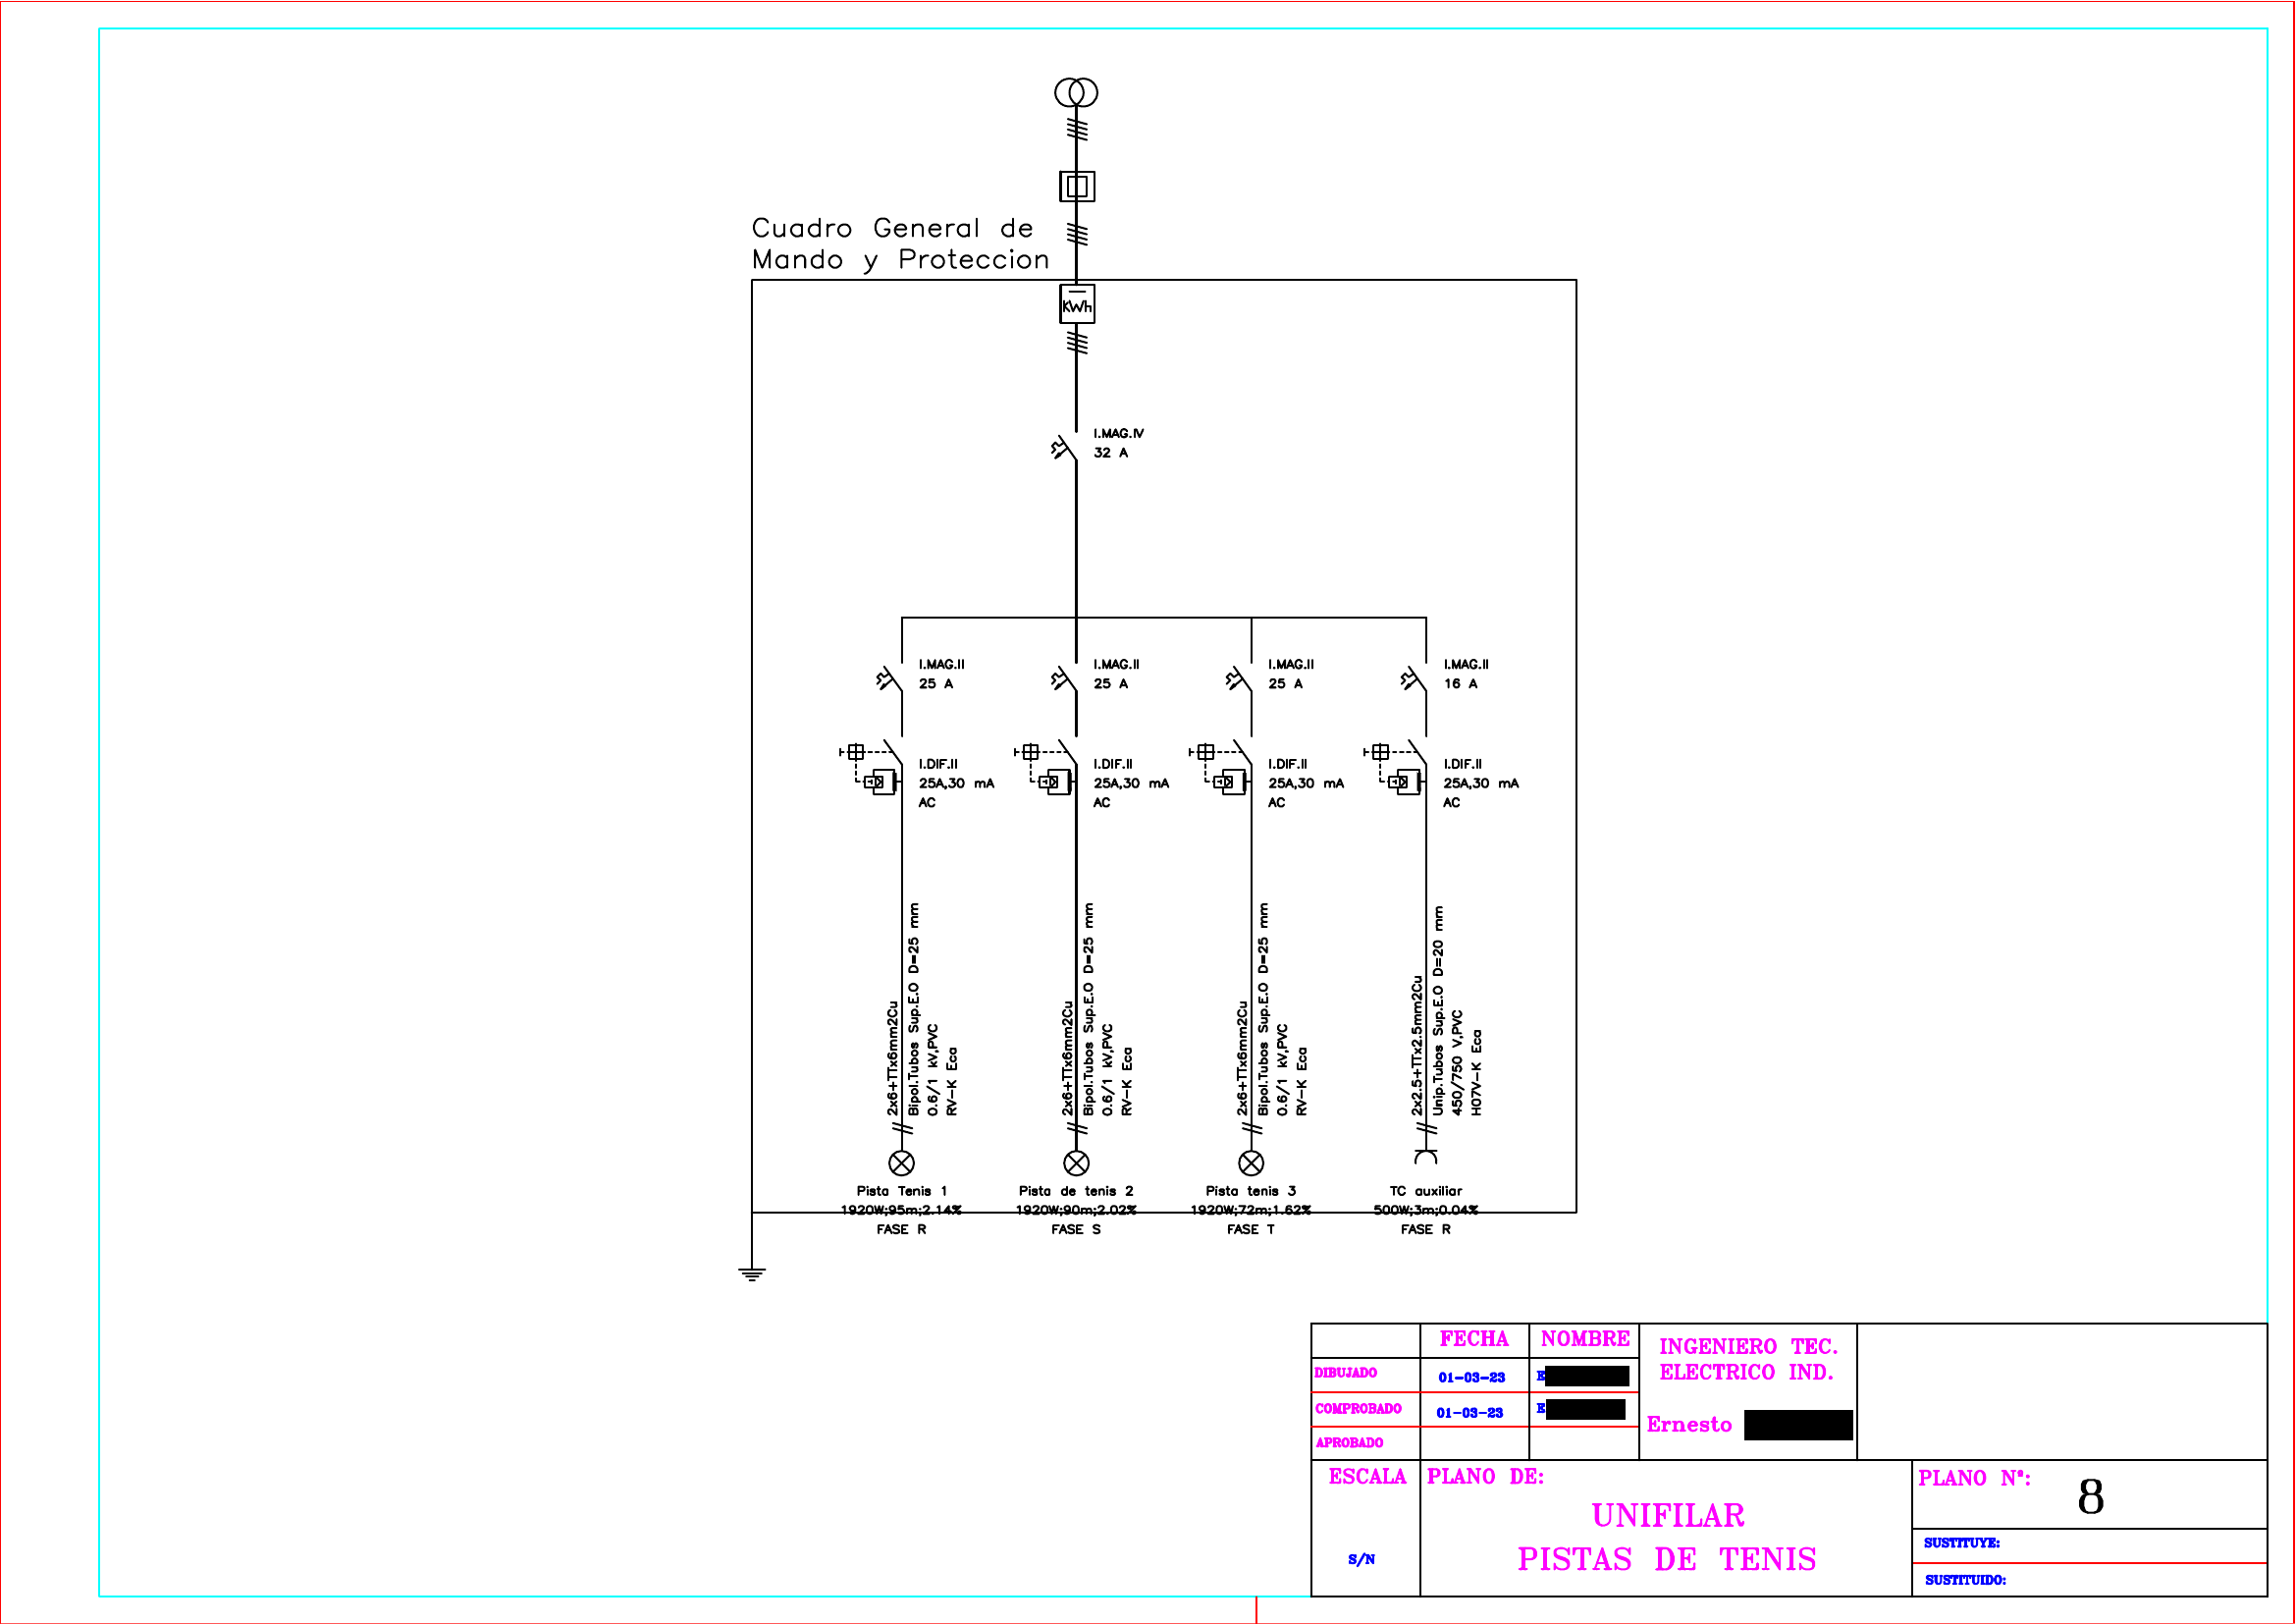 Cuadro General de
Mando y Proteccion
KWh
I.MAG.IV
32 A
I.MAG.II
25 A
I.MAG.II
25 A
I.MAG.II
25 A
I.MAG.II
16 A
I.DIF.II
25A,30 mA
AC
I.DIF.II
25A,30 mA
AC
I.DIF.II
25A,30 mA
AC
I.DIF.II
25A,30 mA
AC
2x6+TTx6mm2Cu
Bipol.Tubos Sup.E.O D=25 mm
0.6/1 kV,PVC
RV-K Eca
2x6+TTx6mm2Cu
Bipol.Tubos Sup.E.O D=25 mm
0.6/1 kV,PVC
RV-K Eca
2x6+TTx6mm2Cu
Bipol.Tubos Sup.E.O D=25 mm
0.6/1 kV,PVC
RV-K Eca
2x2.5+TTx2.5mm2Cu
Unip.Tubos Sup.E.O D=20 mm
450/750 V,PVC
H07V-K Eca
Pista Tenis 1
1920W;95m;2.14%
FASE R
Pista de tenis 2
1920W;90m;2.02%
FASE S
Pista tenis 3
1920W;72m;1.62%
FASE T
TC auxiliar
500W;3m;0.04%
FASE R
FECHA
NOMBRE
DIBUJADO
01-03-23
E
COMPROBADO
01-03-23
E
APROBADO
INGENIERO TEC.
ELECTRICO IND.
Ernesto
ESCALA
S/N
PLANO DE:
UNIFILAR
PISTAS DE TENIS
PLANO Nº:
8
SUSTITUYE:
SUSTITUIDO: